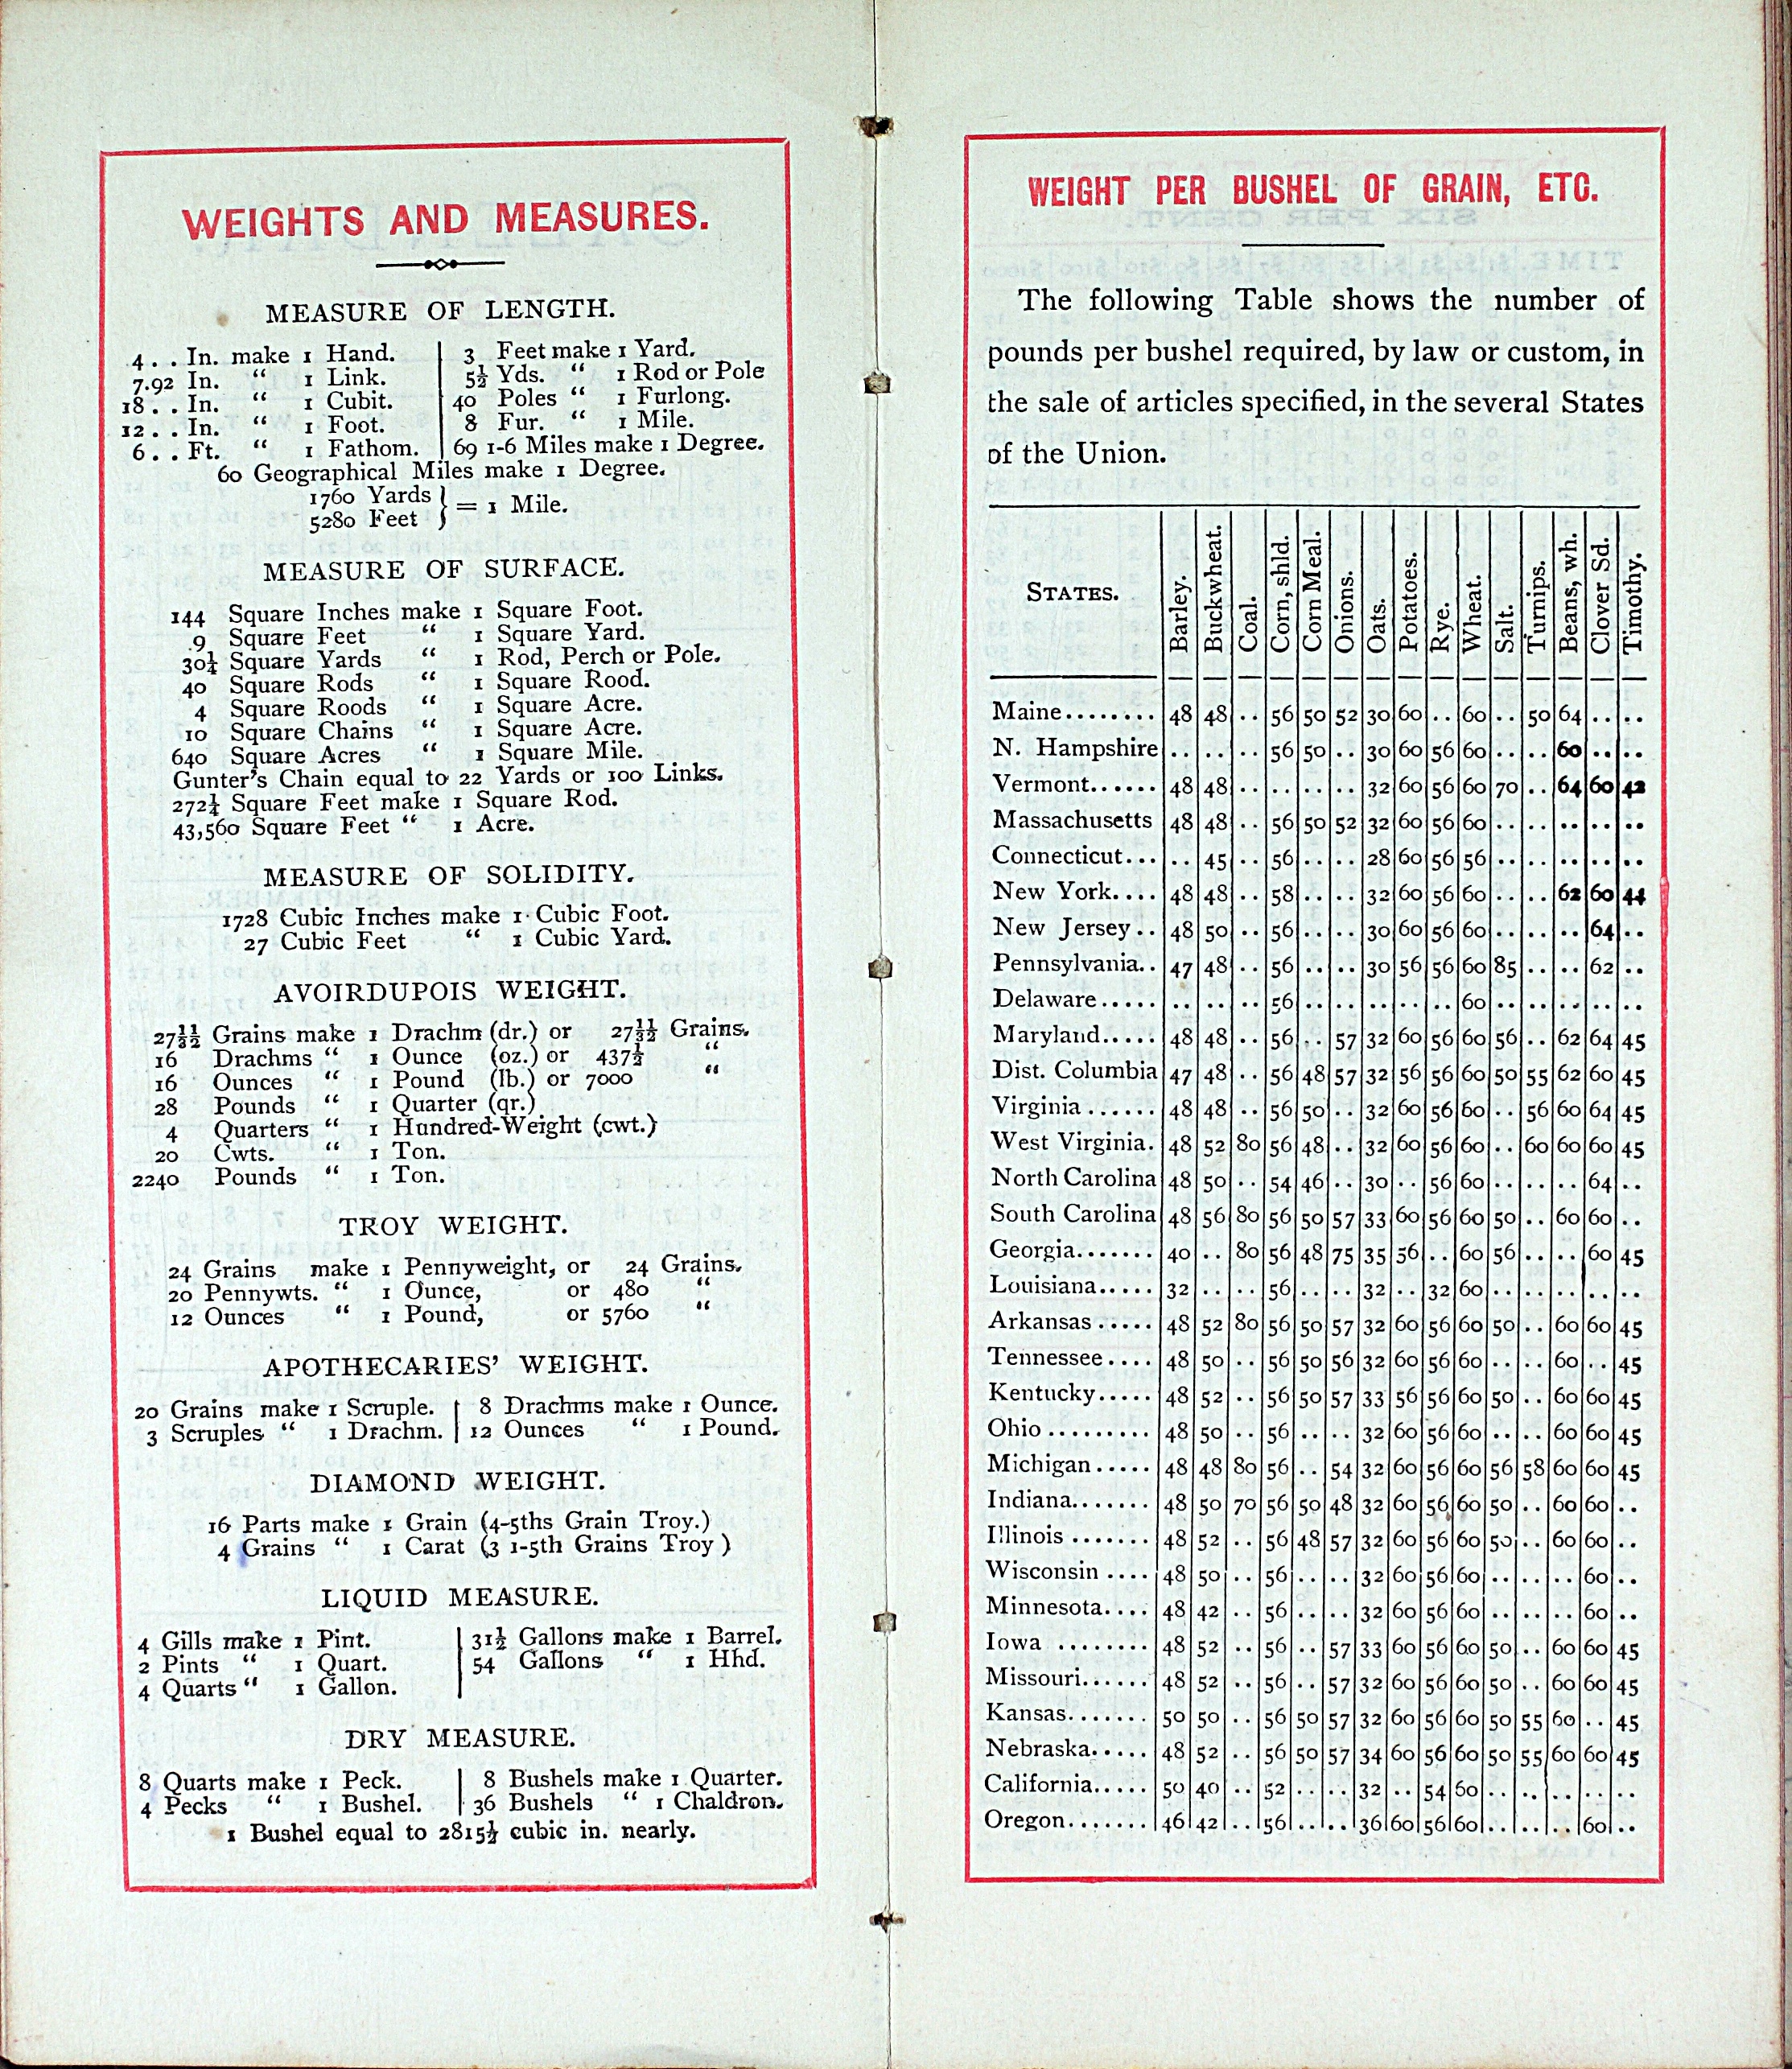 WEIGHTS AND MEASURES.
MEASURE OF LENGTH.
4 . . In. make 1 Hand.
7.92 In. “ 1 Link.
18 . . In. “ 1 Cubit.
12 . . In. “ 1 Foot.
6 . . Ft. “ 1 Fathom.
3 Feet make 1 Yard.
5½ Yds. “ 1 Rod or Pole
40 Poles “ 1 Furlong.
8 Fur. “ 1 Mile.
69 1-6 Miles make 1 Degree.
60 Geographical Miles make 1 Degree.
1760 Yards } = 1 Mile.
5280 Feet
MEASURE OF SURFACE.
144 Square Inches make 1 Square Foot.
9 Square Feet “ 1 Square Yard.
30¼ Square Yards “ 1 Rod, Perch or Pole.
40 Square Rods “ 1 Square Rood.
4 Square Roods “ 1 Square Acre.
10 Square Chains “ 1 Square Acre.
640 Square Acres “ 1 Square Mile.
Gunter's Chain equal to 22 Yards or 100 Links.
272¼ Square Feet make 1 Square Rod.
43,560 Square Feet “ 1 Acre.
MEASURE OF SOLIDITY.
1728 Cubic Inches make 1 Cubic Foot.
27 Cubic Feet “ 1 Cubic Yard.
AVOIRDUPOIS WEIGHT.
27 11/32 Grains make 1 Drachm (dr.) or 27 11/32 Grains.
16 Drachms “ 1 Ounce (oz.) or 437½ “
16 Ounces “ 1 Pound (lb.) or 7000 “
28 Pounds “ 1 Quarter (qr.)
4 Quarters “ 1 Hundred-Weight (cwt.)
20 Cwts. “ 1 Ton.
2240 Pounds “ 1 Ton.
TROY WEIGHT.
24 Grains make 1 Pennyweight, or 24 Grains.
20 Pennywts. “ 1 Ounce, or 480 “
12 Ounces “ 1 Pound, or 5760 “
APOTHECARIES' WEIGHT.
20 Grains make 1 Scruple.
3 Scruples “ 1 Drachm.
8 Drachms make 1 Ounce.
12 Ounces “ 1 Pound.
DIAMOND WEIGHT.
16 Parts make 1 Grain (4-5ths Grain Troy.)
4 Grains “ 1 Carat (3 1-5th Grains Troy )
LIQUID MEASURE.
4 Gills make 1 Pint.
2 Pints “ 1 Quart.
4 Quarts “ 1 Gallon.
31½ Gallons make 1 Barrel.
54 Gallons “ 1 Hhd.
DRY MEASURE.
8 Quarts make 1 Peck.
4 Pecks “ 1 Bushel.
8 Bushels make 1 Quarter.
36 Bushels “ 1 Chaldron.
1 Bushel equal to 2815½ cubic in. nearly.
WEIGHT PER BUSHEL OF GRAIN, ETC.
The following Table shows the number of
pounds per bushel required, by law or custom, in
the sale of articles specified, in the several States
of the Union.
STATES. Barley. Buckwheat. Coal. Corn, shld. Corn Meal. Onions. Oats. Potatoes. Rye. Wheat. Salt. Turnips. Beans, wh. Clover Sd. Timothy.
Maine........ 48 48 .. 56 50 52 30 60 .. 60 .. 50 64 .. ..
N. Hampshire .. .. .. 56 50 .. 30 60 56 60 .. .. 60 .. ..
Vermont...... 48 48 .. .. .. .. 32 60 56 60 70 .. 64 60 42
Massachusetts 48 48 .. 56 50 52 32 60 56 60 .. .. .. .. ..
Connecticut... .. 45 .. 56 .. .. 28 60 56 56 .. .. .. .. ..
New York.... 48 48 .. 58 .. .. 32 60 56 60 .. .. 62 60 44
New Jersey.. 48 50 .. 56 .. .. 30 60 56 60 .. .. .. 64 ..
Pennsylvania.. 47 48 .. 56 .. .. 30 56 56 60 85 .. .. 62 ..
Delaware..... .. .. .. 56 .. .. .. .. .. 60 .. .. .. .. ..
Maryland..... 48 48 .. 56 .. 57 32 60 56 60 56 .. 62 64 45
Dist. Columbia 47 48 .. 56 48 57 32 56 56 60 50 55 62 60 45
Virginia ...... 48 48 .. 56 50 .. 32 60 56 60 .. 56 60 64 45
West Virginia. 48 52 80 56 48 .. 32 60 56 60 .. 60 60 60 45
North Carolina 48 50 .. 54 46 .. 30 .. 56 60 .. .. .. 64 ..
South Carolina 48 56 80 56 50 57 33 60 56 60 50 .. 60 60 ..
Georgia....... 40 .. 80 56 48 75 35 56 .. 60 56 .. .. 60 45
Louisiana..... 32 .. .. 56 .. .. 32 .. 32 60 .. .. .. .. ..
Arkansas ..... 48 52 80 56 50 57 32 60 56 60 50 .. 60 60 45
Tennessee.... 48 50 .. 56 50 56 32 60 56 60 .. .. 60 .. 45
Kentucky..... 48 52 .. 56 50 57 33 56 56 60 50 .. 60 60 45
Ohio ......... 48 50 .. 56 .. .. 32 60 56 60 .. .. 60 60 45
Michigan ..... 48 48 80 56 .. 54 32 60 56 60 56 58 60 60 45
Indiana....... 48 50 70 56 50 48 32 60 56 60 50 .. 60 60 ..
Illinois ....... 48 52 .. 56 48 57 32 60 56 60 50 .. 60 60 ..
Wisconsin .... 48 50 .. 56 .. .. 32 60 56 60 .. .. .. 60 ..
Minnesota.... 48 42 .. 56 .. .. 32 60 56 60 .. .. .. 60 ..
Iowa ........ 48 52 .. 56 .. 57 33 60 56 60 50 .. 60 60 45
Missouri...... 48 52 .. 56 .. 57 32 60 56 60 50 .. 60 60 45
Kansas....... 50 50 .. 56 50 57 32 60 56 60 50 55 60 .. 45
Nebraska..... 48 52 .. 56 50 57 34 60 56 60 50 55 60 60 45
California..... 50 40 .. 52 .. .. 32 .. 54 60 .. .. .. .. ..
Oregon....... 46 42 .. 56 .. .. 36 60 56 60 .. .. .. 60 ..